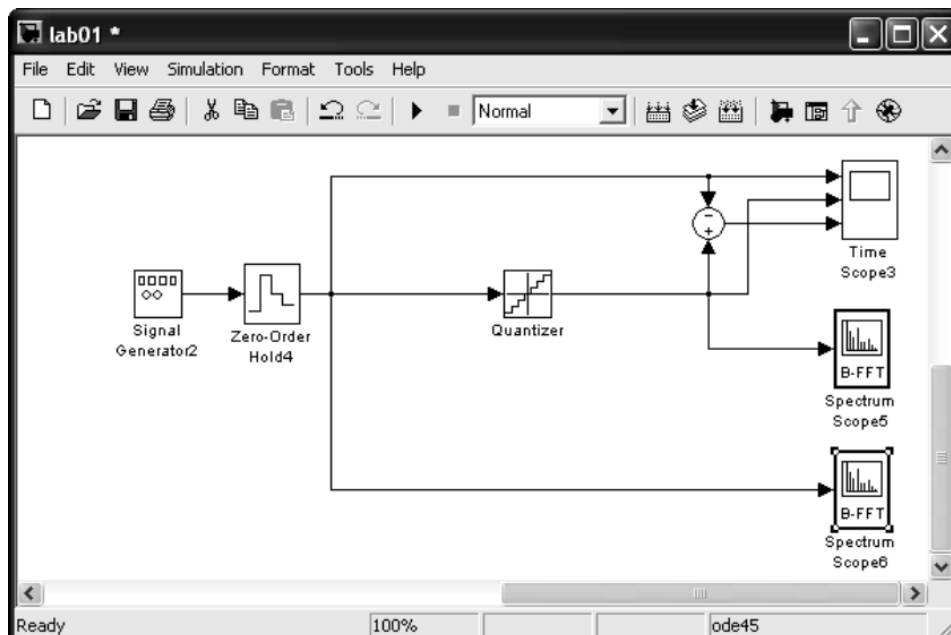 lab01 *
File Edit View Simulation Format Tools Help
Normal
Time
Scope3
Signal
Generator2
Zero-Order
Hold4
Quantizer
B-FFT
Spectrum
Scope5
B-FFT
Spectrum
Scope6
Ready 100% ode45